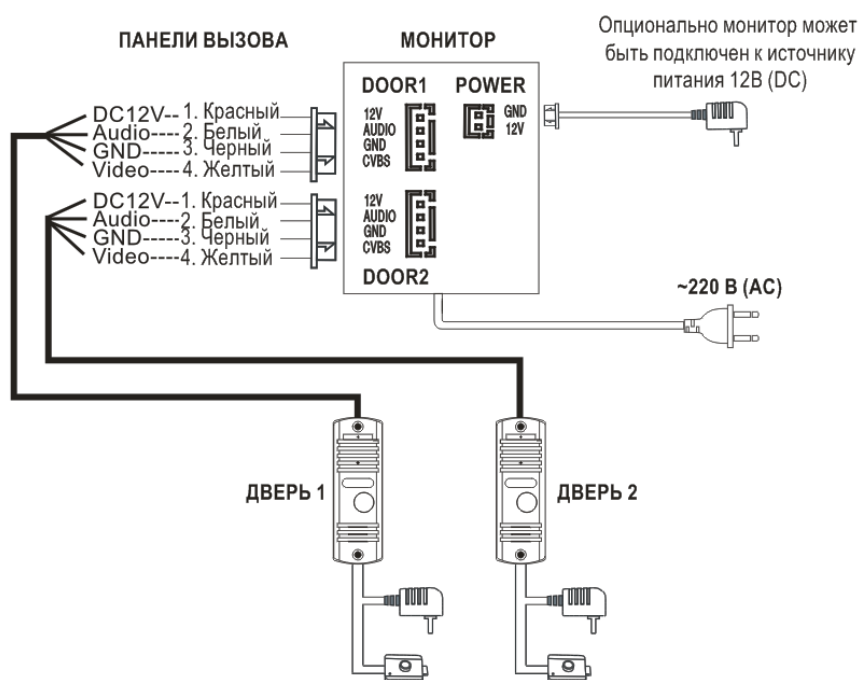 Опционально монитор может
быть подключен к источнику
питания 12В (DC)
ПАНЕЛИ ВЫЗОВА
МОНИТОР
DOOR1
POWER
DC12V-- 1. Красный
Audio---- 2. Белый
GND----- 3. Черный
Video---- 4. Желтый
12V
AUDIO
GND
CVBS
GND
12V
DC12V-- 1. Красный
Audio---- 2. Белый
GND----- 3. Черный
Video---- 4. Желтый
12V
AUDIO
GND
CVBS
DOOR2
~220 В (AC)
ДВЕРЬ 1
ДВЕРЬ 2